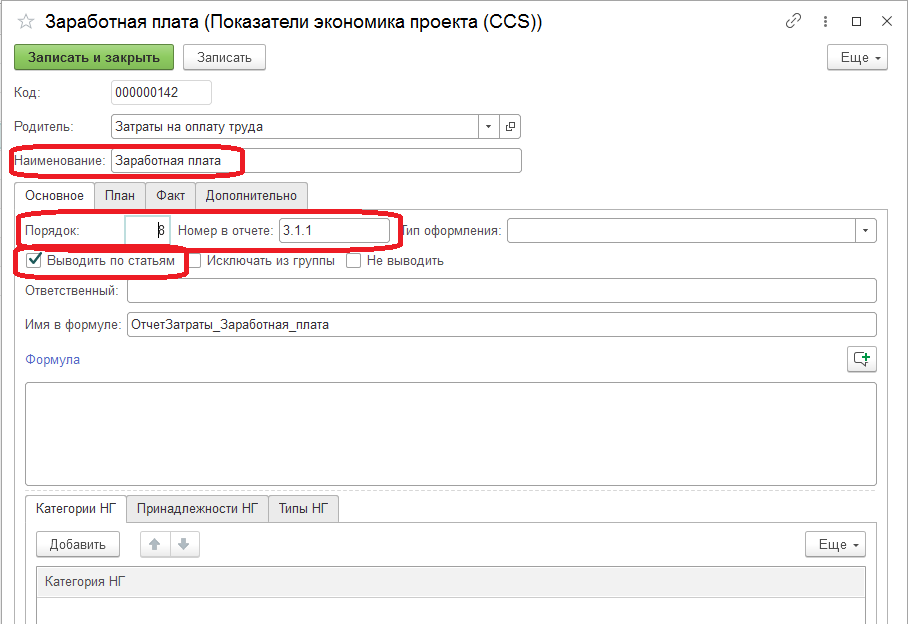 Заработная плата (Показатели экономика проекта (CCS))
Записать и закрыть Записать Еще
Код: 000000142
Родитель: Затраты на оплату труда
Наименование: Заработная плата
Основное План Факт Дополнительно
Порядок: 8 Номер в отчете: 3.1.1 Тип оформления:
Выводить по статьям Исключать из группы Не выводить
Ответственный:
Имя в формуле: ОтчетЗатраты_Заработная_плата
Формула
Категории НГ Принадлежности НГ Типы НГ
Добавить Еще
Категория НГ